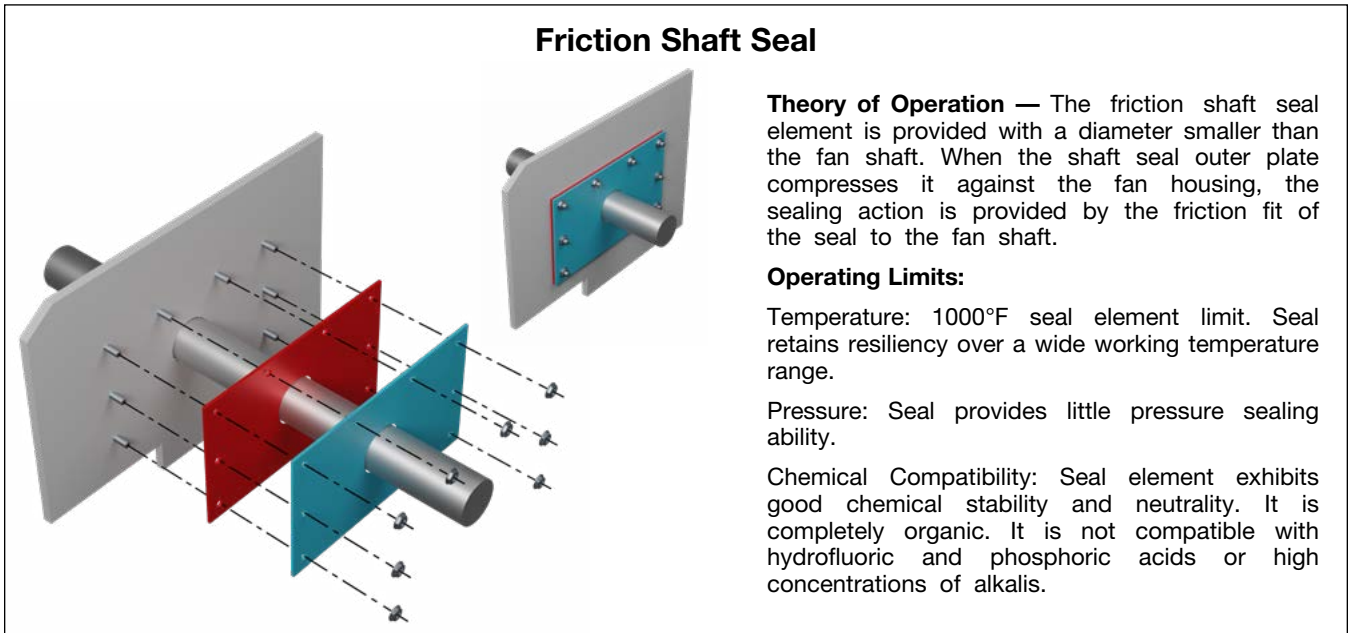 Friction Shaft Seal
Theory of Operation — The friction shaft seal
element is provided with a diameter smaller than
the fan shaft. When the shaft seal outer plate
compresses it against the fan housing, the
sealing action is provided by the friction fit of
the seal to the fan shaft.
Operating Limits:
Temperature: 1000°F seal element limit. Seal
retains resiliency over a wide working temperature
range.
Pressure: Seal provides little pressure sealing
ability.
Chemical Compatibility: Seal element exhibits
good chemical stability and neutrality. It is
completely organic. It is not compatible with
hydrofluoric and phosphoric acids or high
concentrations of alkalis.